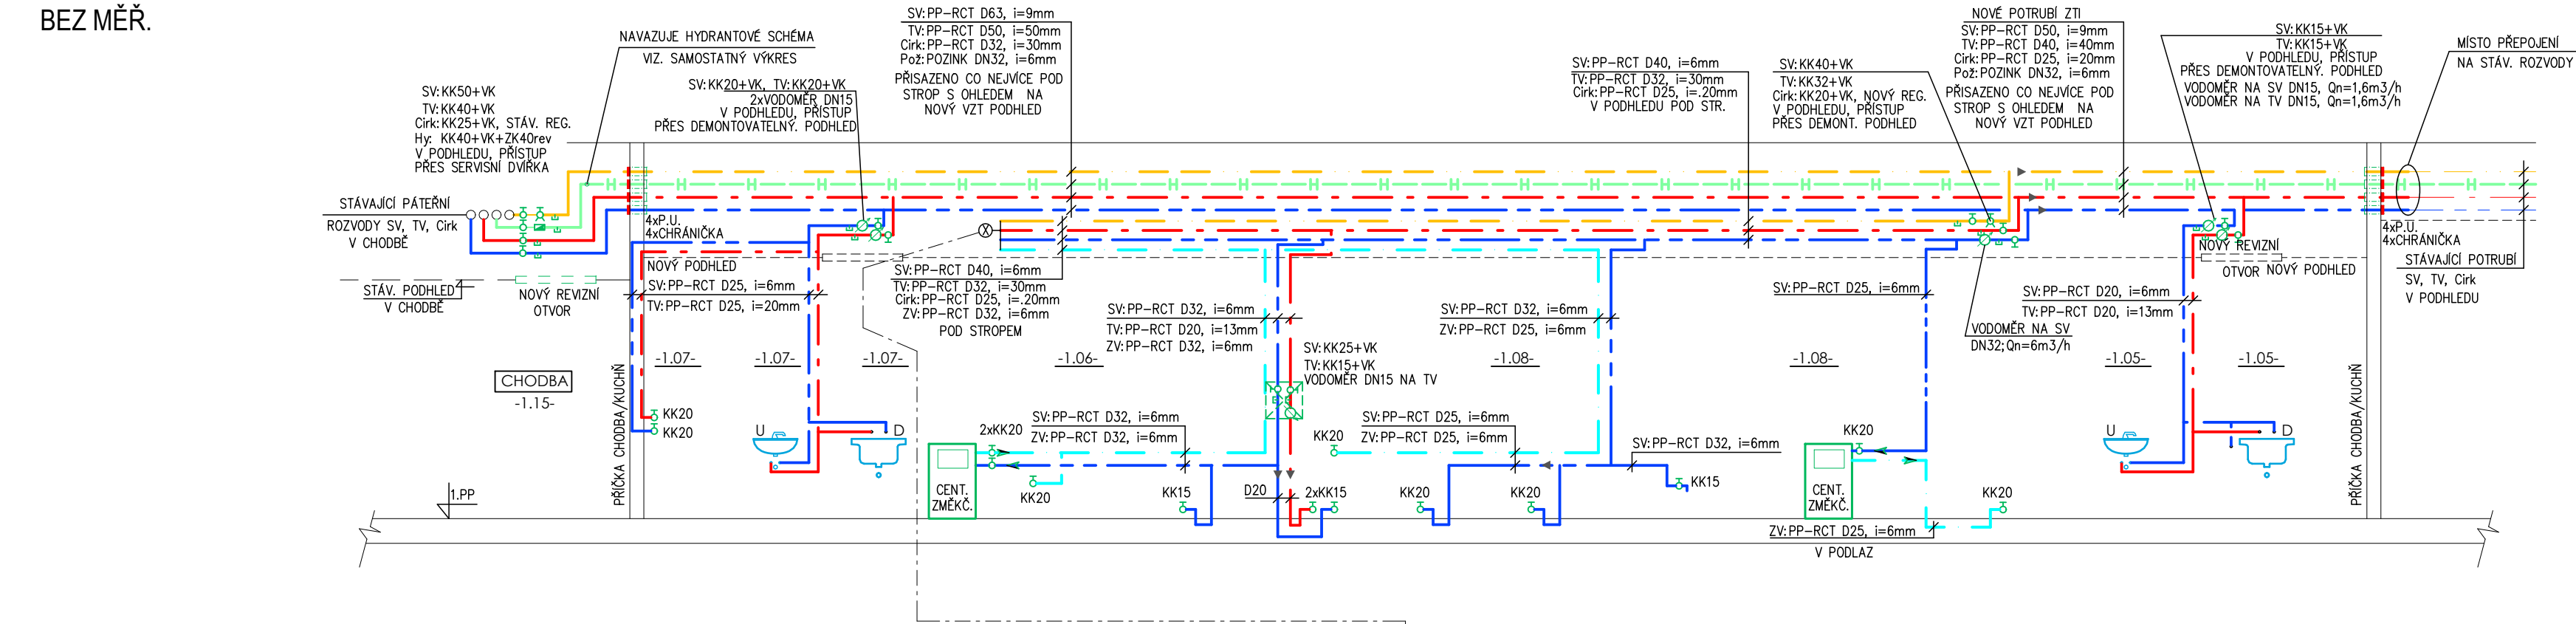 BEZ MĚŘ.
NAVAZUJE HYDRANTOVÉ SCHÉMA
VIZ. SAMOSTATNÝ VÝKRES
SV:KK50+VK
TV:KK40+VK
Cirk:KK25+VK, STÁV. REG.
Hy: KK40+VK+ZK40rev
V PODHLEDU, PŘÍSTUP
PŘES SERVISNÍ DVÍŘKA
SV:KK20+VK, TV:KK20+VK
2xVODOMĚR DN15
V PODHLEDU, PŘÍSTUP
PŘES DEMONTOVATELNÝ. PODHLED
SV:PP-RCT D63, i=9mm
TV:PP-RCT D50, i=50mm
Cirk:PP-RCT D32, i=30mm
Pož:POZINK DN32, i=6mm
PŘISAZENO CO NEJVÍCE POD
STROP S OHLEDEM NA
NOVÝ VZT PODHLED
SV:PP-RCT D40, i=6mm
TV:PP-RCT D32, i=30mm
Cirk:PP-RCT D25, i=.20mm
V PODHLEDU POD STR.
SV:KK40+VK
TV:KK32+VK
Cirk:KK20+VK, NOVÝ REG.
V PODHLEDU, PŘÍSTUP
PŘES DEMONT. PODHLED
NOVÉ POTRUBÍ ZTI
SV:PP-RCT D50, i=9mm
TV:PP-RCT D40, i=40mm
Cirk:PP-RCT D25, i=20mm
Pož:POZINK DN32, i=6mm
PŘISAZENO CO NEJVÍCE POD
STROP S OHLEDEM NA
NOVÝ VZT PODHLED
SV:KK15+VK
TV:KK15+VK
V PODHLEDU, PŘÍSTUP
PŘES DEMONTOVATELNÝ. PODHLED
VODOMĚR NA SV DN15, Qn=1,6m3/h
VODOMĚR NA TV DN15, Qn=1,6m3/h
MÍSTO PŘEPOJENÍ
NA STÁV. ROZVODY
STÁVAJÍCÍ PÁTEŘNÍ
ROZVODY SV, TV, Cirk
V CHODBĚ
H H H H H H H H H H H H H H H H H H H H H H H H H H H
4xP.U.
4xCHRÁNIČKA
X
4xP.U.
4xCHRÁNIČKA
STÁV. PODHLED
V CHODBĚ
NOVÝ REVIZNÍ
OTVOR
NOVÝ PODHLED
SV:PP-RCT D25, i=6mm
TV:PP-RCT D25, i=20mm
SV:PP-RCT D40, i=6mm
TV:PP-RCT D32, i=30mm
Cirk:PP-RCT D25, i=.20mm
ZV:PP-RCT D32, i=6mm
POD STROPEM
SV:PP-RCT D32, i=6mm
TV:PP-RCT D20, i=13mm
ZV:PP-RCT D32, i=6mm
SV:PP-RCT D32, i=6mm
ZV:PP-RCT D25, i=6mm
SV:PP-RCT D25, i=6mm
VODOMĚR NA SV
DN32;Qn=6m3/h
NOVÝ REVIZNÍ
OTVOR NOVÝ PODHLED
SV:PP-RCT D20, i=6mm
TV:PP-RCT D20, i=13mm
STÁVAJÍCÍ POTRUBÍ
SV, TV, Cirk
V PODHLEDU
SV:KK25+VK
TV:KK15+VK
VODOMĚR DN15 NA TV
-1.07- -1.07- -1.07- -1.06- -1.08- -1.08- -1.05- -1.05-
CHODBA
-1.15-
PŘÍČKA CHODBA/KUCHŇ
KK20
KK20
U D
2xKK20
SV:PP-RCT D32, i=6mm
ZV:PP-RCT D32, i=6mm
KK20
SV:PP-RCT D25, i=6mm
ZV:PP-RCT D25, i=6mm
SV:PP-RCT D32, i=6mm
KK20
U D
PŘÍČKA CHODBA/KUCHŇ
1.PP
CENT.
ZMĚKČ.
KK20
KK15
D20
2xKK15
KK20
KK20
KK15
CENT.
ZMĚKČ.
KK20
ZV:PP-RCT D25, i=6mm
V PODLAZ